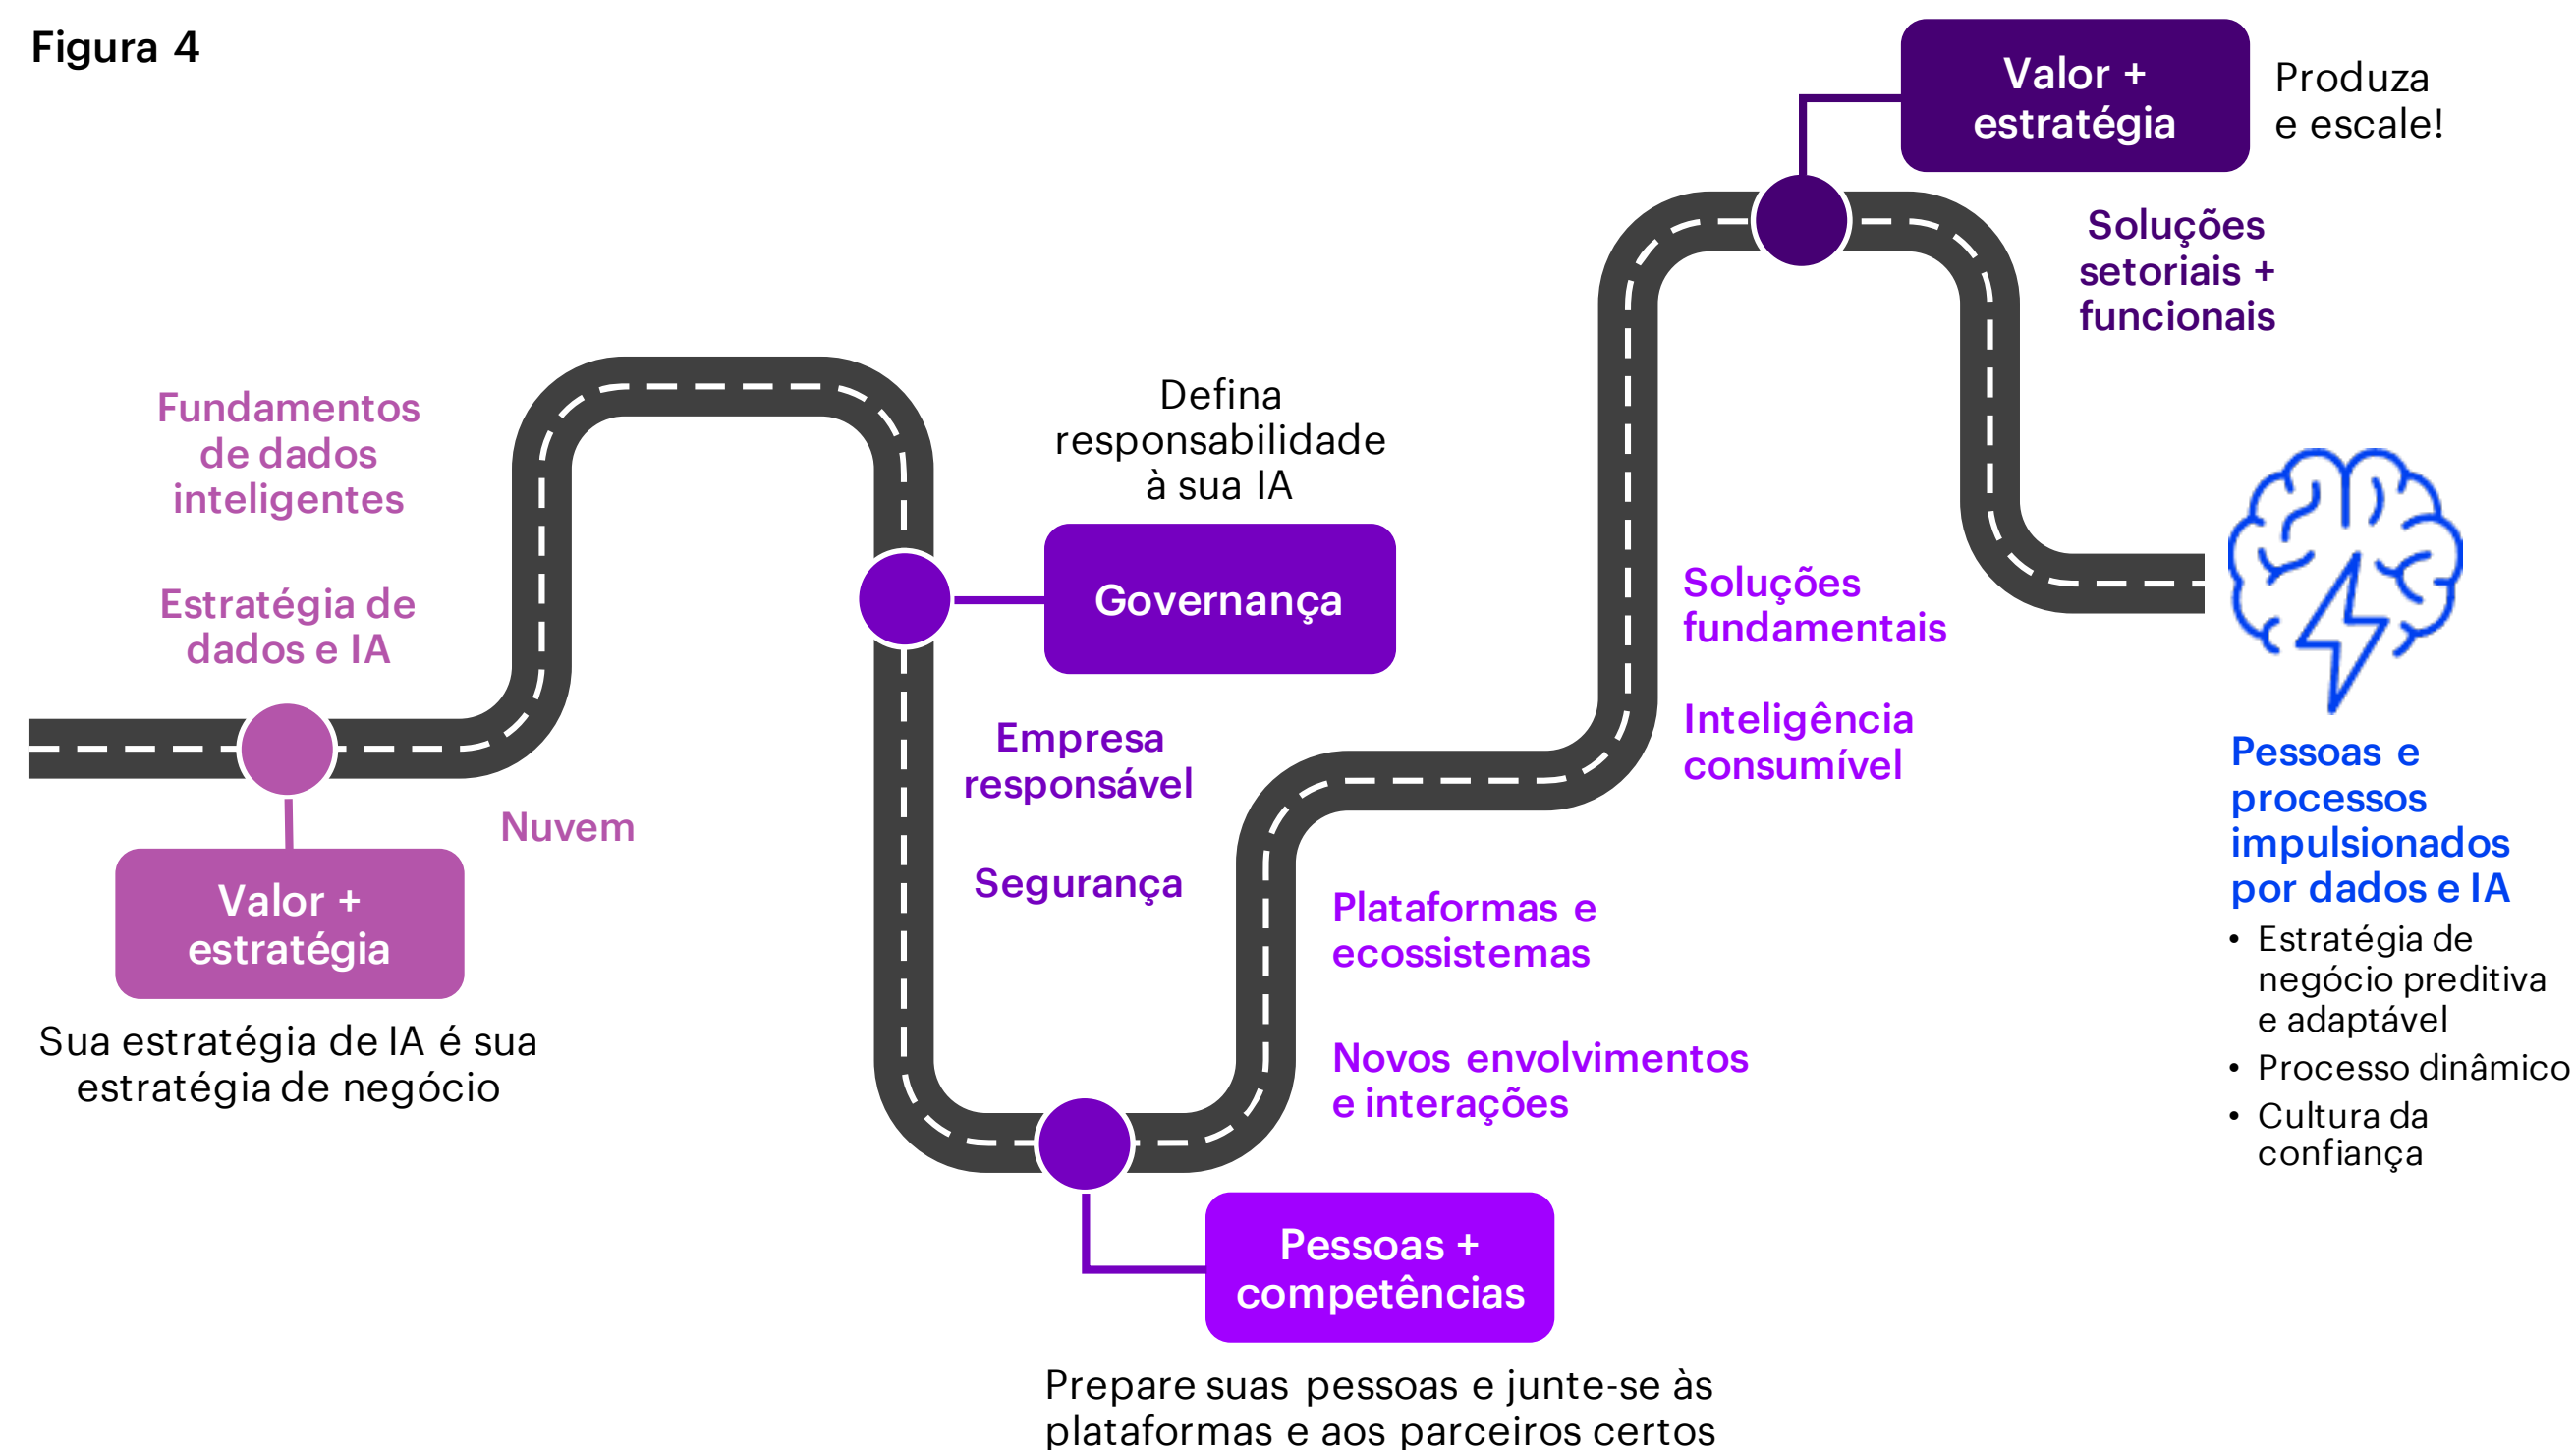 Figura 4
Fundamentos
de dados
inteligentes
Estratégia de
dados e IA
Nuvem
Valor +
estratégia
Sua estratégia de IA é sua
estratégia de negócio
Defina
responsabilidade
à sua IA
Governança
Empresa
responsável
Segurança
Pessoas +
competências
Prepare suas pessoas e junte-se às
plataformas e aos parceiros certos
Plataformas e
ecossistemas
Novos envolvimentos
e interações
Soluções
fundamentais
Inteligência
consumível
Valor +
estratégia
Produza
e escale!
Soluções
setoriais +
funcionais
Pessoas e
processos
impulsionados
por dados e IA
• Estratégia de
negócio preditiva
e adaptável
• Processo dinâmico
• Cultura da
confiança